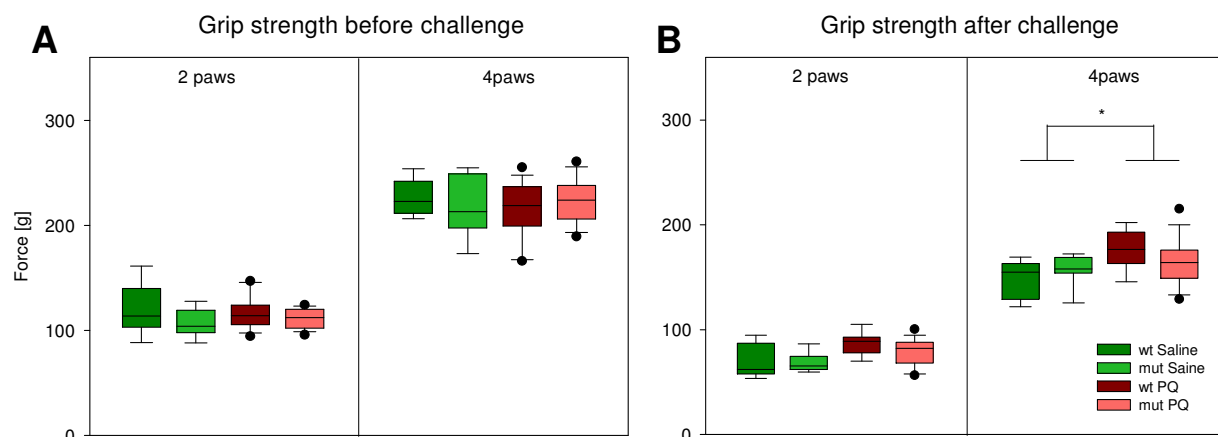 A
Grip strength before challenge
2 paws
4paws
Force [g]
300
200
100
0
B
Grip strength after challenge
2 paws
4paws
*
300
200
100
0
wt Saline
mut Saine
wt PQ
mut PQ